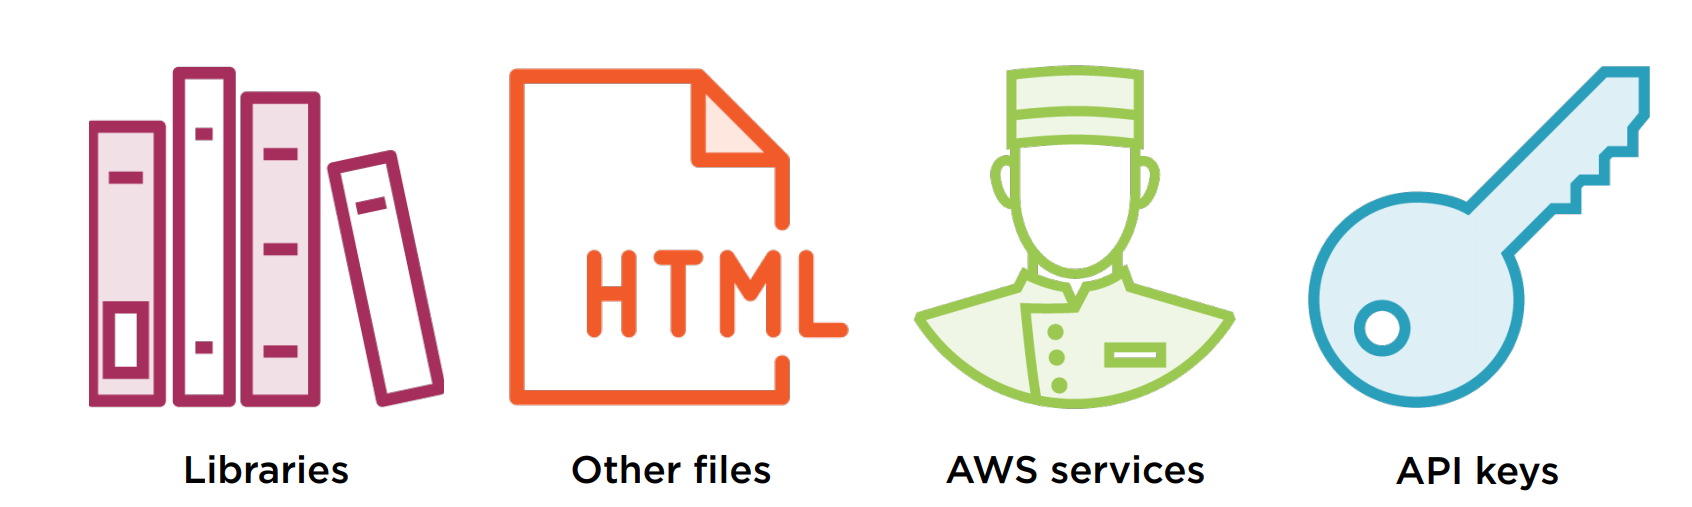 HTML
Libraries
Other files
AWS services
API keys